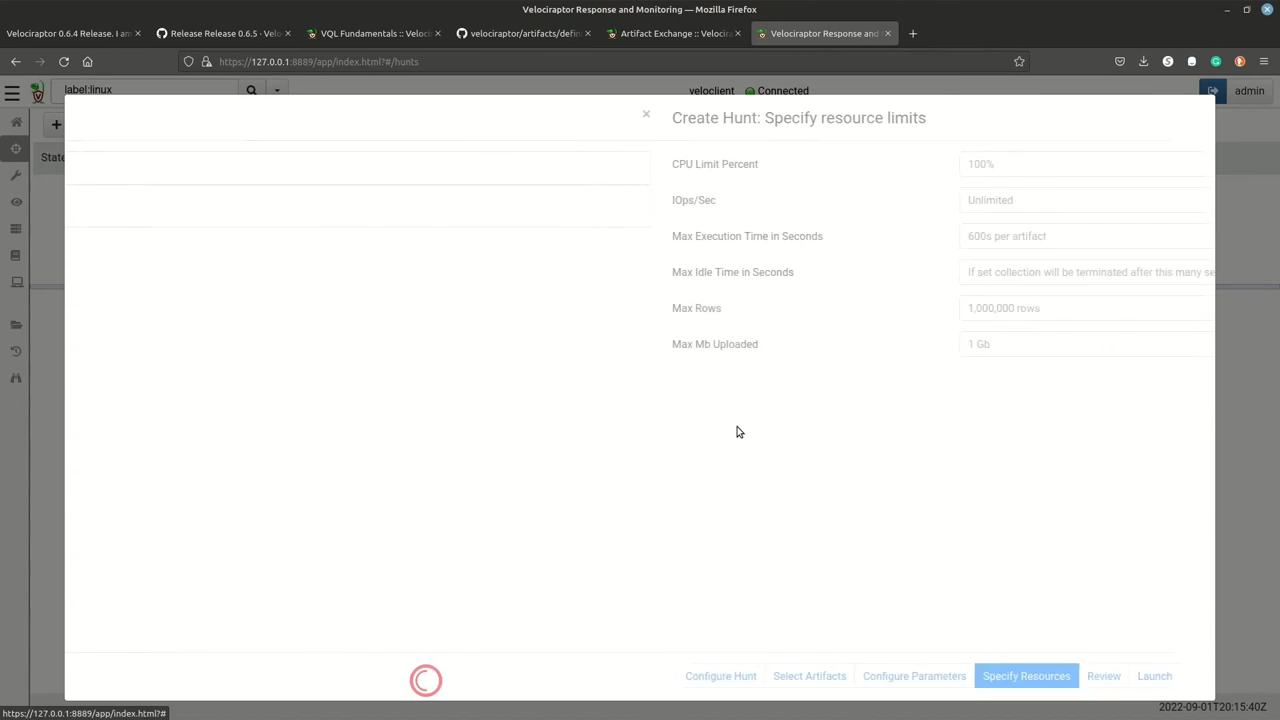 Velociraptor Response and Monitoring — Mozilla Firefox
Velociraptor 0.6.4 Release. I am
Release Release 0.6.5 · Veloc
VQL Fundamentals :: Velocir
velociraptor/artifacts/defin
Artifact Exchange :: Velocira
Velociraptor Response and
https://127.0.0.1:8889/app/index.html?#/hunts
label:linux
veloclient
Connected
admin
State
Create Hunt: Specify resource limits
CPU Limit Percent
100%
IOps/Sec
Unlimited
Max Execution Time in Seconds
600s per artifact
Max Idle Time in Seconds
If set collection will be terminated after this many se
Max Rows
1,000,000 rows
Max Mb Uploaded
1 Gb
Configure Hunt
Select Artifacts
Configure Parameters
Specify Resources
Review
Launch
https://127.0.0.1:8889/app/index.html?#
2022-09-01T20:15:40Z